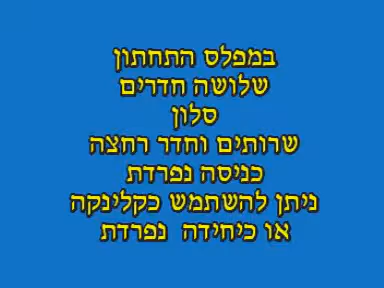 במפלס התחתון
שלושה חדרים
סלון
שרותים וחדר רחצה
כניסה נפרדת
ניתן להשתמש כקלינקה
או כיחידה נפרדת